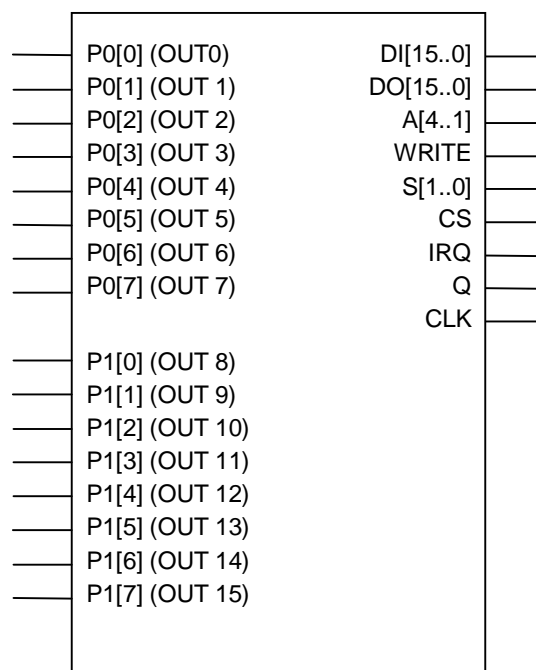 P0[0] (OUT0)
P0[1] (OUT 1)
P0[2] (OUT 2)
P0[3] (OUT 3)
P0[4] (OUT 4)
P0[5] (OUT 5)
P0[6] (OUT 6)
P0[7] (OUT 7)
P1[0] (OUT 8)
P1[1] (OUT 9)
P1[2] (OUT 10)
P1[3] (OUT 11)
P1[4] (OUT 12)
P1[5] (OUT 13)
P1[6] (OUT 14)
P1[7] (OUT 15)
DI[15..0]
DO[15..0]
A[4..1]
WRITE
S[1..0]
CS
IRQ
Q
CLK